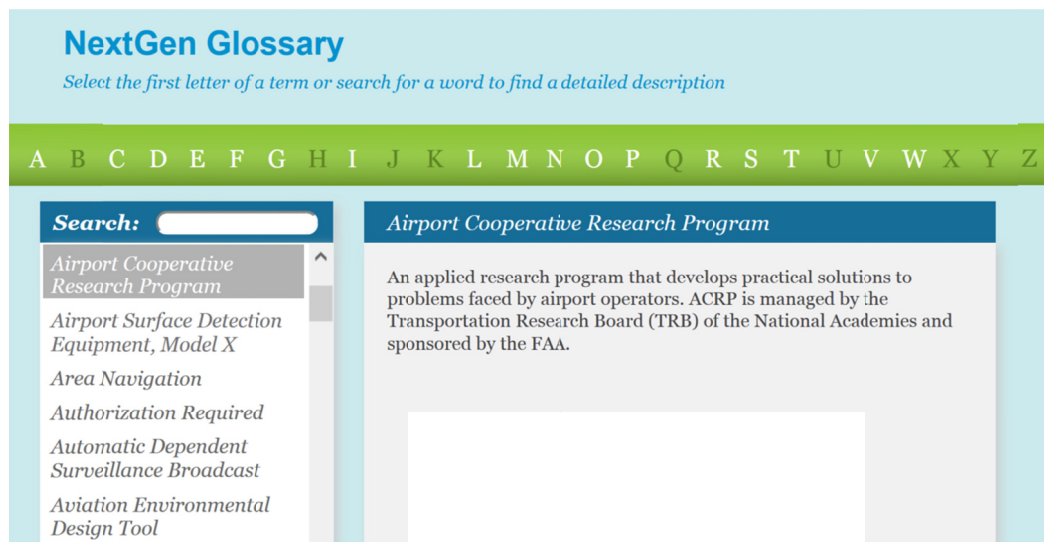 NextGen Glossary
Select the first letter of a term or search for a word to find a detailed description
A B C D E F G H I J K L M N O P Q R S T U V W X Y Z
Search:
Airport Cooperative
Research Program
Airport Surface Detection
Equipment, Model X
Area Navigation
Authorization Required
Automatic Dependent
Surveillance Broadcast
Aviation Environmental
Design Tool
Airport Cooperative Research Program
An applied research program that develops practical solutions to
problems faced by airport operators. ACRP is managed by the
Transportation Research Board (TRB) of the National Academies and
sponsored by the FAA.